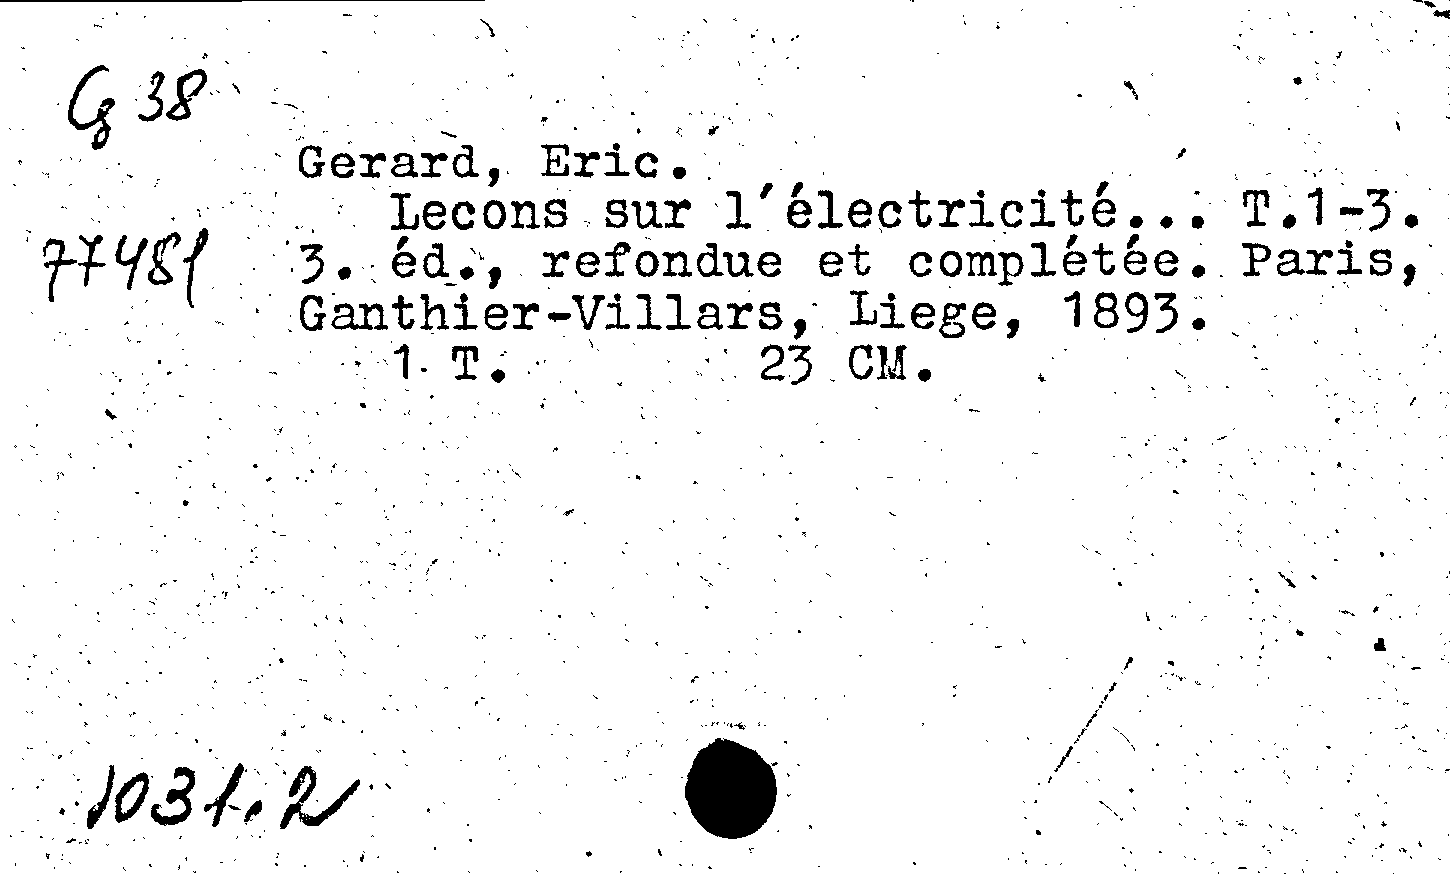 G 38
Gerard, Eric.
Lecons sur l'électricité... T.1-3.
77481
3. éd., refondue et complétée. Paris,
Ganthier-Villars, Liege, 1893.
1 T. 23 CM.
1031.2